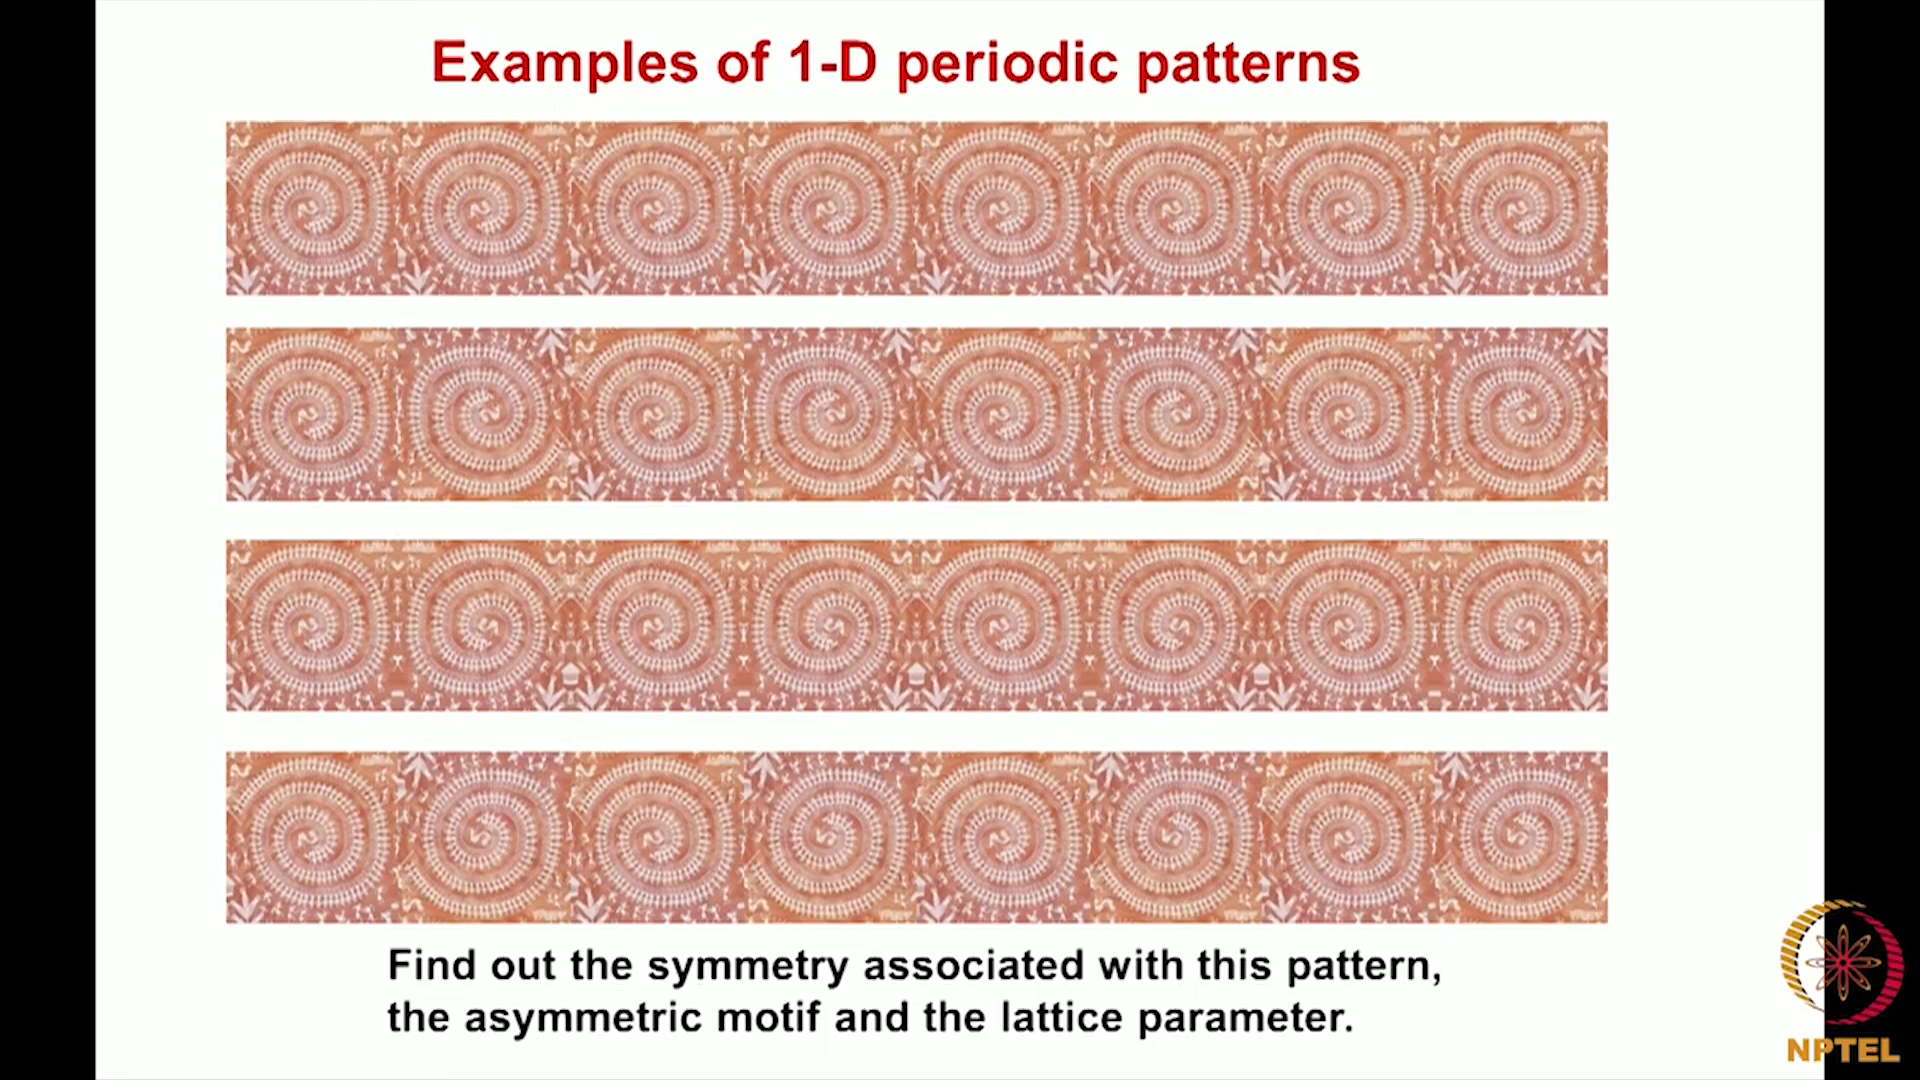 Examples of 1-D periodic patterns
Find out the symmetry associated with this pattern,
the asymmetric motif and the lattice parameter.
NPTEL